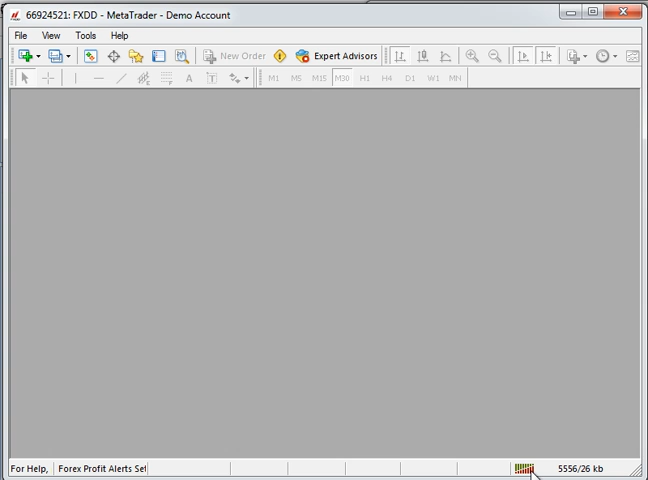 66924521: FXDD - MetaTrader - Demo Account
File View Tools Help
New Order Expert Advisors
A T M1 M5 M15 M30 H1 H4 D1 W1 MN
For Help, Forex Profit Alerts Set 5556/26 kb